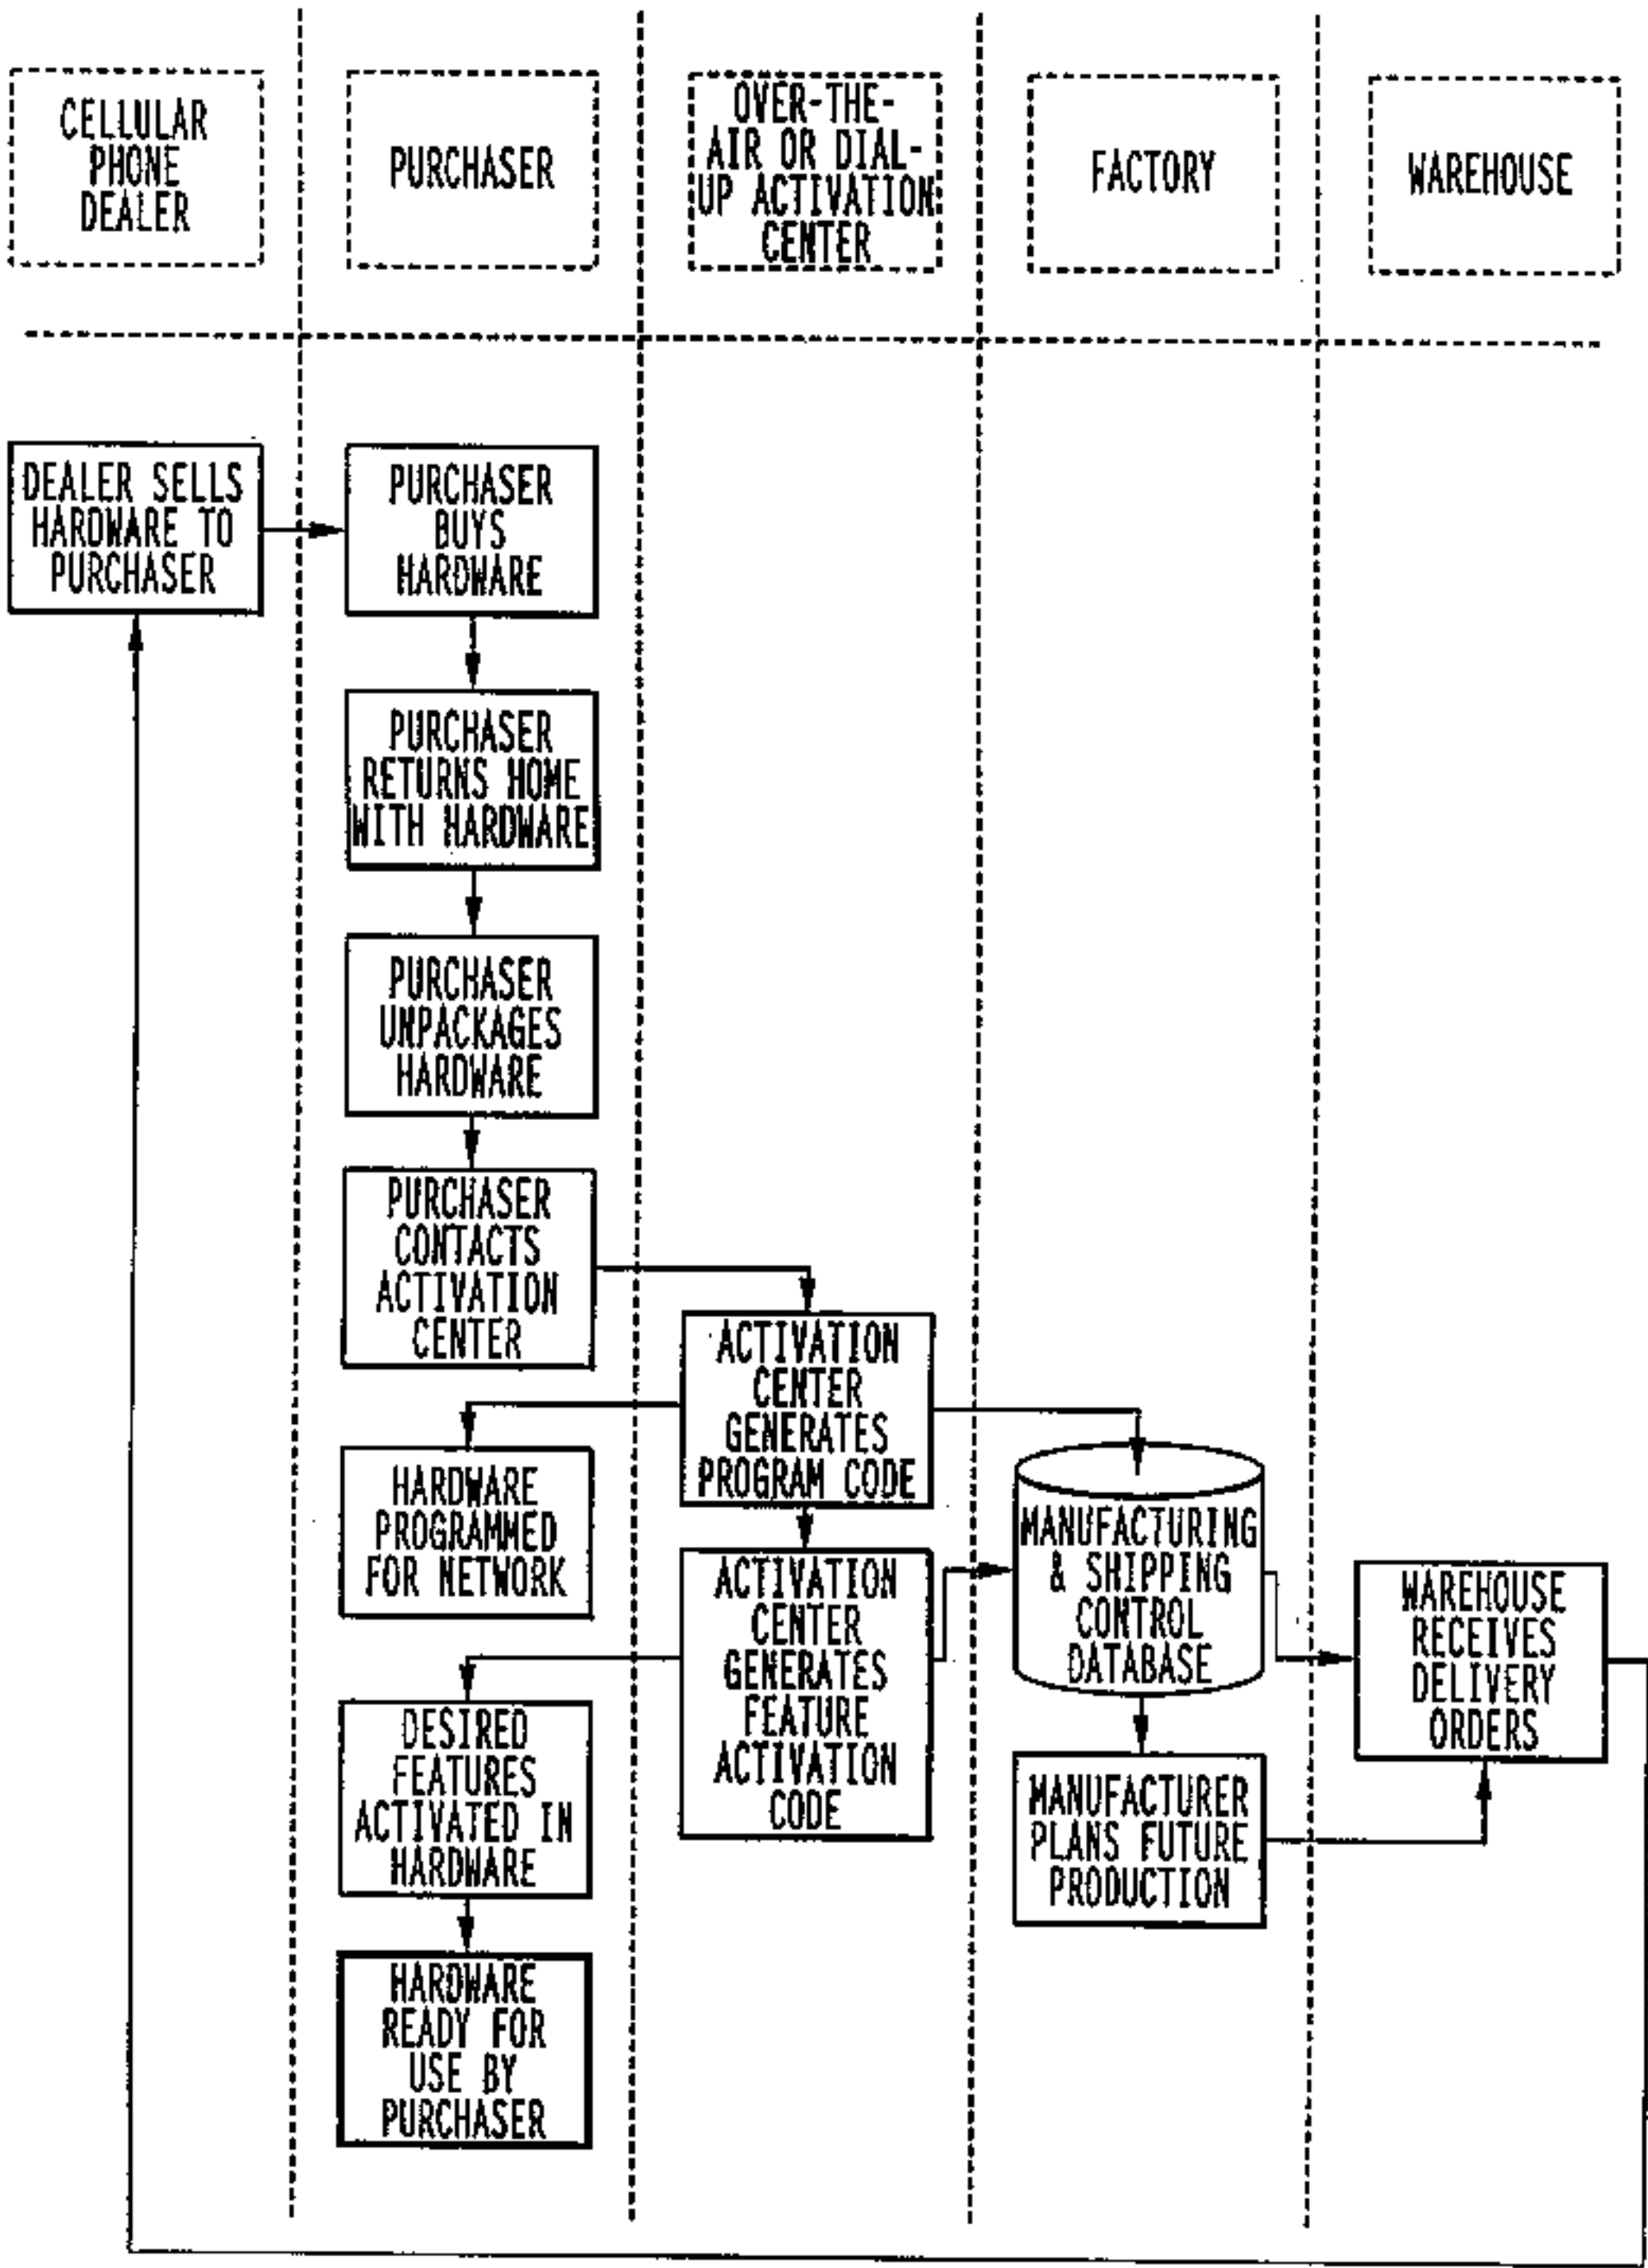 CELLULAR
PHONE
DEALER
PURCHASER
OVER-THE-
AIR OR DIAL-
UP ACTIVATION
CENTER
FACTORY
WAREHOUSE
DEALER SELLS
HARDWARE TO
PURCHASER
PURCHASER
BUYS
HARDWARE
PURCHASER
RETURNS HOME
WITH HARDWARE
PURCHASER
UNPACKAGES
HARDWARE
PURCHASER
CONTACTS
ACTIVATION
CENTER
ACTIVATION
CENTER
GENERATES
PROGRAM CODE
HARDWARE
PROGRAMMED
FOR NETWORK
MANUFACTURING
& SHIPPING
CONTROL
DATABASE
ACTIVATION
CENTER
GENERATES
FEATURE
ACTIVATION
CODE
WAREHOUSE
RECEIVES
DELIVERY
ORDERS
DESIRED
FEATURES
ACTIVATED IN
HARDWARE
MANUFACTURER
PLANS FUTURE
PRODUCTION
HARDWARE
READY FOR
USE BY
PURCHASER